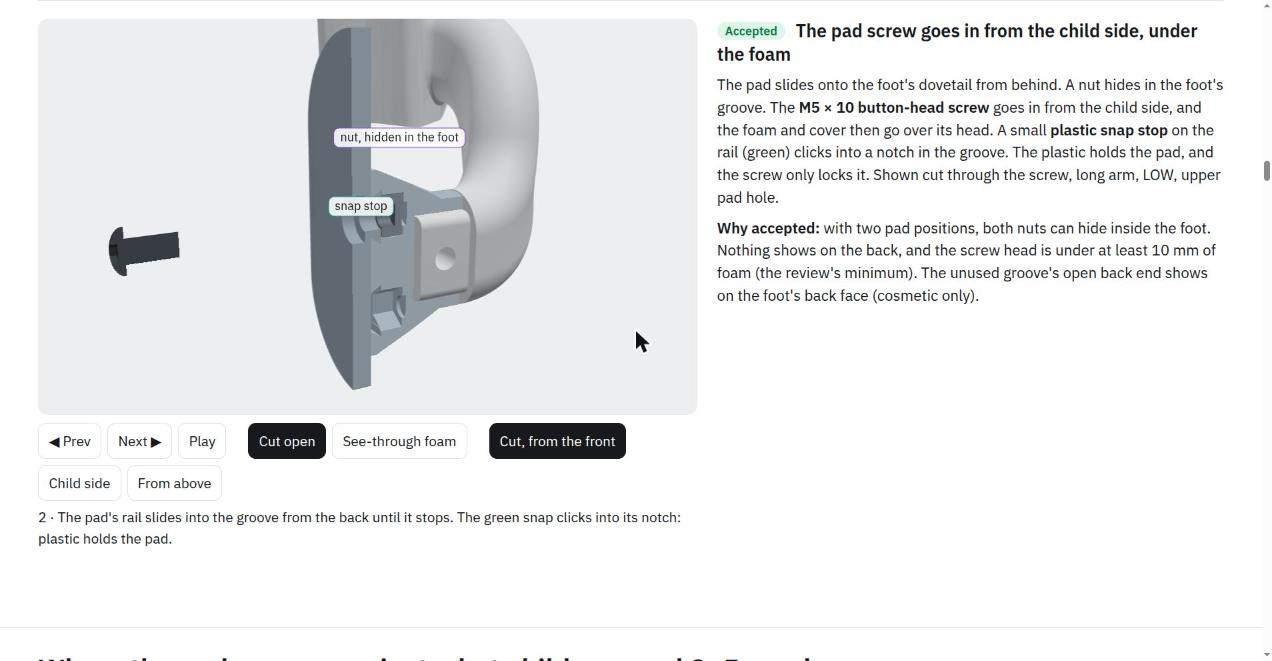 nut, hidden in the foot
snap stop
◀ Prev
Next ▶
Play
Cut open
See-through foam
Cut, from the front
Child side
From above
2 · The pad's rail slides into the groove from the back until it stops. The green snap clicks into its notch:
plastic holds the pad.
Accepted The pad screw goes in from the child side, under
the foam
The pad slides onto the foot's dovetail from behind. A nut hides in the foot's
groove. The M5 × 10 button-head screw goes in from the child side, and
the foam and cover then go over its head. A small plastic snap stop on the
rail (green) clicks into a notch in the groove. The plastic holds the pad, and
the screw only locks it. Shown cut through the screw, long arm, LOW, upper
pad hole.
Why accepted: with two pad positions, both nuts can hide inside the foot.
Nothing shows on the back, and the screw head is under at least 10 mm of
foam (the review's minimum). The unused groove's open back end shows
on the foot's back face (cosmetic only).